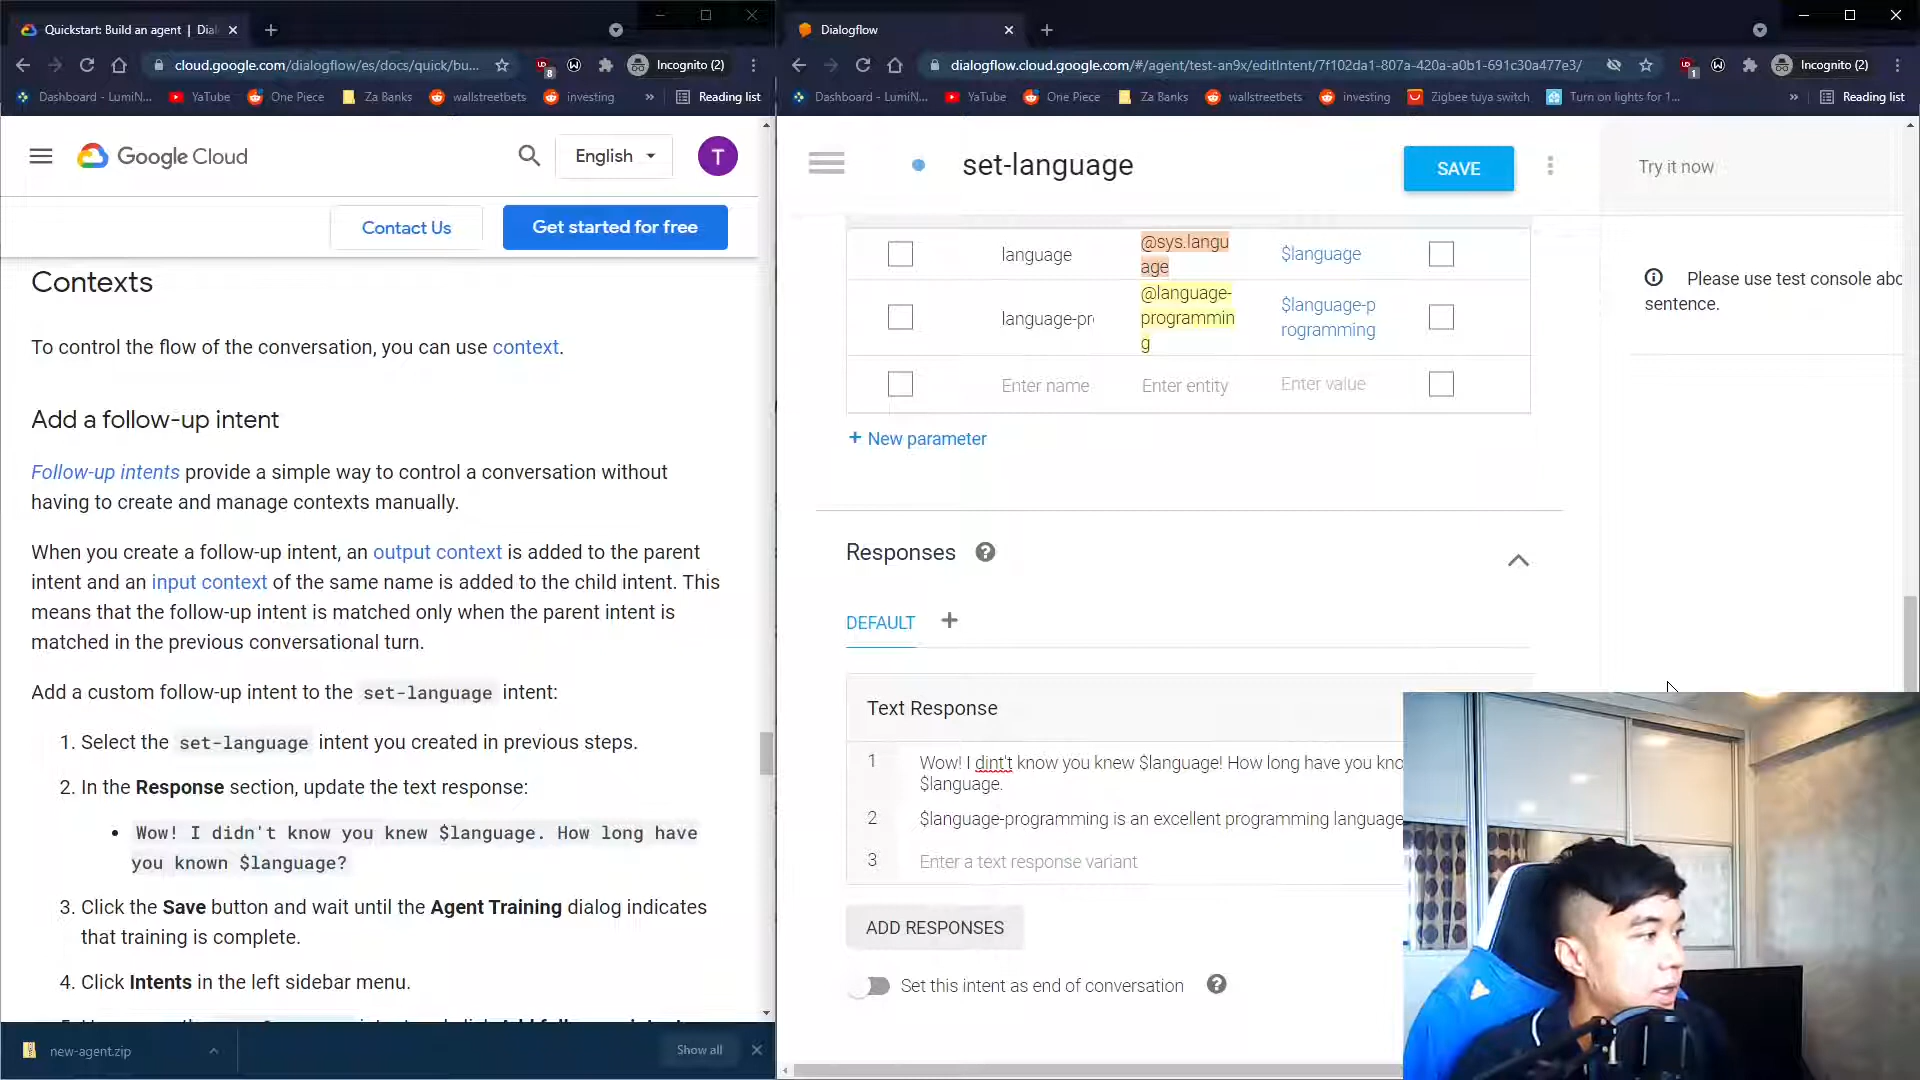 Quickstart: Build an agent | Dial
cloud.google.com/dialogflow/es/docs/quick/bu...
8
Incognito (2)
Dashboard - LumiN...
YaTube
One Piece
Za Banks
wallstreetbets
investing
»
Reading list
Google Cloud
English
T
Contact Us
Get started for free
Contexts
To control the flow of the conversation, you can use context.
Add a follow-up intent
Follow-up intents provide a simple way to control a conversation without
having to create and manage contexts manually.
When you create a follow-up intent, an output context is added to the parent
intent and an input context of the same name is added to the child intent. This
means that the follow-up intent is matched only when the parent intent is
matched in the previous conversational turn.
Add a custom follow-up intent to the set-language intent:
1. Select the set-language intent you created in previous steps.
2. In the Response section, update the text response:
• Wow! I didn't know you knew $language. How long have
you known $language?
3. Click the Save button and wait until the Agent Training dialog indicates
that training is complete.
4. Click Intents in the left sidebar menu.
new-agent.zip
Show all
Dialogflow
dialogflow.cloud.google.com/#/agent/test-an9x/editIntent/7f102da1-807a-420a-a0b1-691c30a477e3/
1
Incognito (2)
Dashboard - LumiN...
YaTube
One Piece
Za Banks
wallstreetbets
investing
Zigbee tuya switch
Turn on lights for 1...
»
Reading list
set-language
SAVE
Try it now
language
@sys.langu
age
$language
language-pr
@language-
programmin
g
$language-p
rogramming
Enter name
Enter entity
Enter value
+ New parameter
Please use test console abo
sentence.
Responses
DEFAULT
Text Response
1 Wow! I dint't know you knew $language! How long have you kno
$language.
2 $language-programming is an excellent programming language
3 Enter a text response variant
ADD RESPONSES
Set this intent as end of conversation